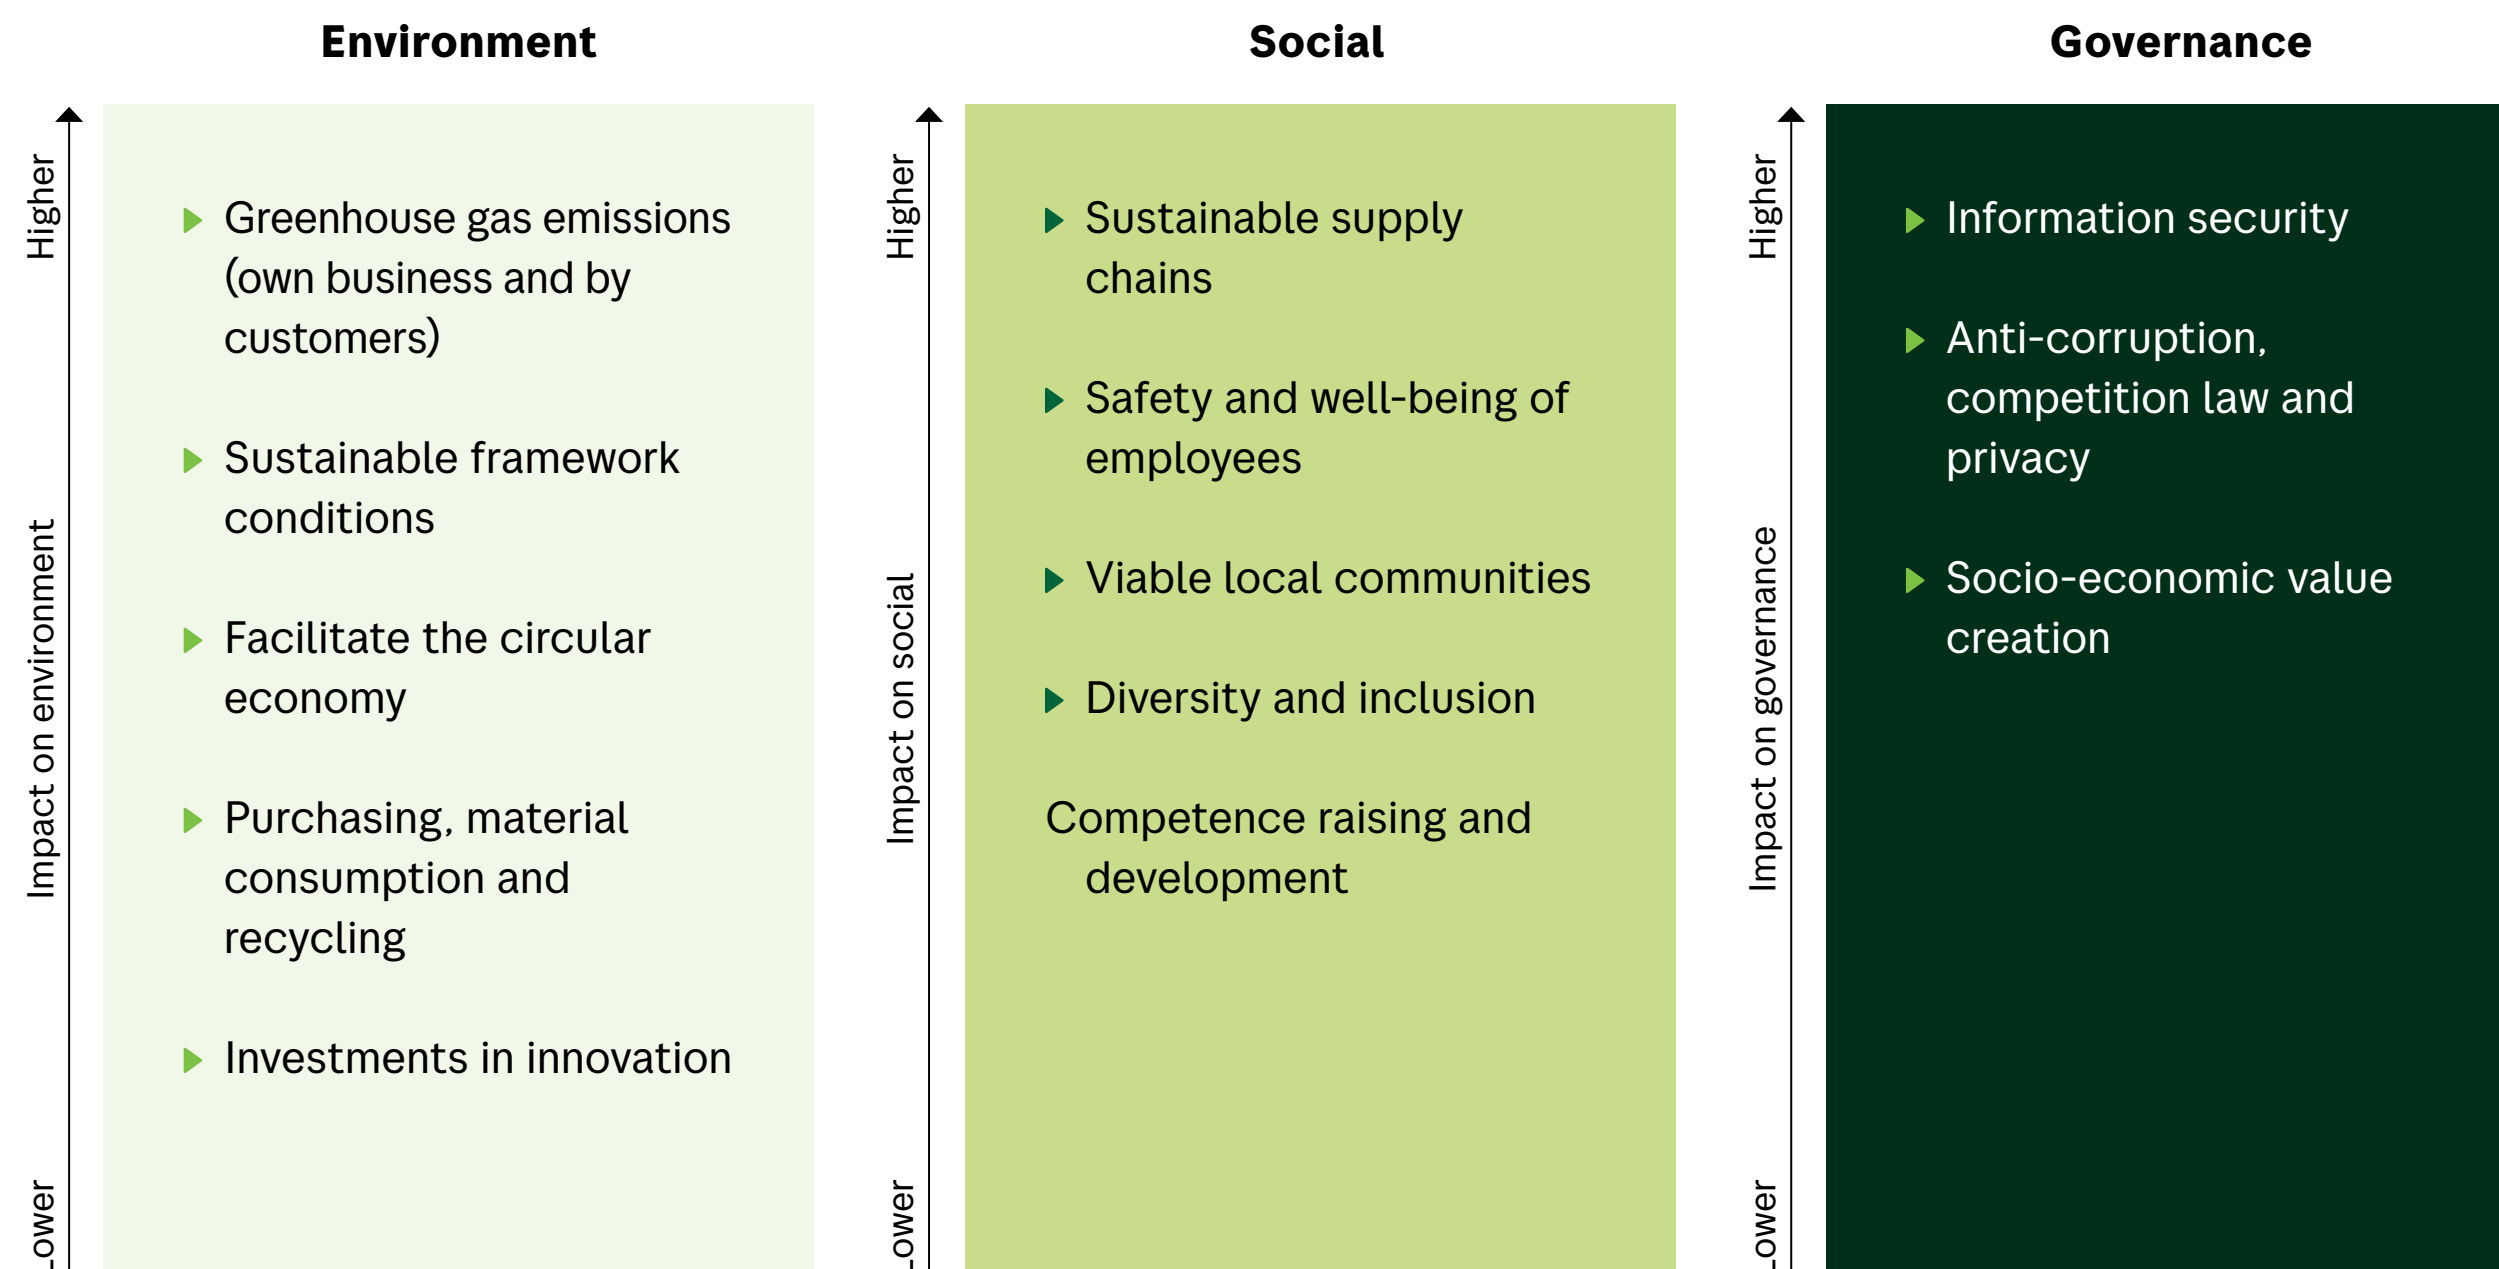 Environment
Higher
Impact on environment
Lower
Greenhouse gas emissions
(own business and by
customers)
Sustainable framework
conditions
Facilitate the circular
economy
Purchasing, material
consumption and
recycling
Investments in innovation
Social
Higher
Impact on social
Lower
Sustainable supply
chains
Safety and well-being of
employees
Viable local communities
Diversity and inclusion
Competence raising and
development
Governance
Higher
Impact on governance
Lower
Information security
Anti-corruption,
competition law and
privacy
Socio-economic value
creation